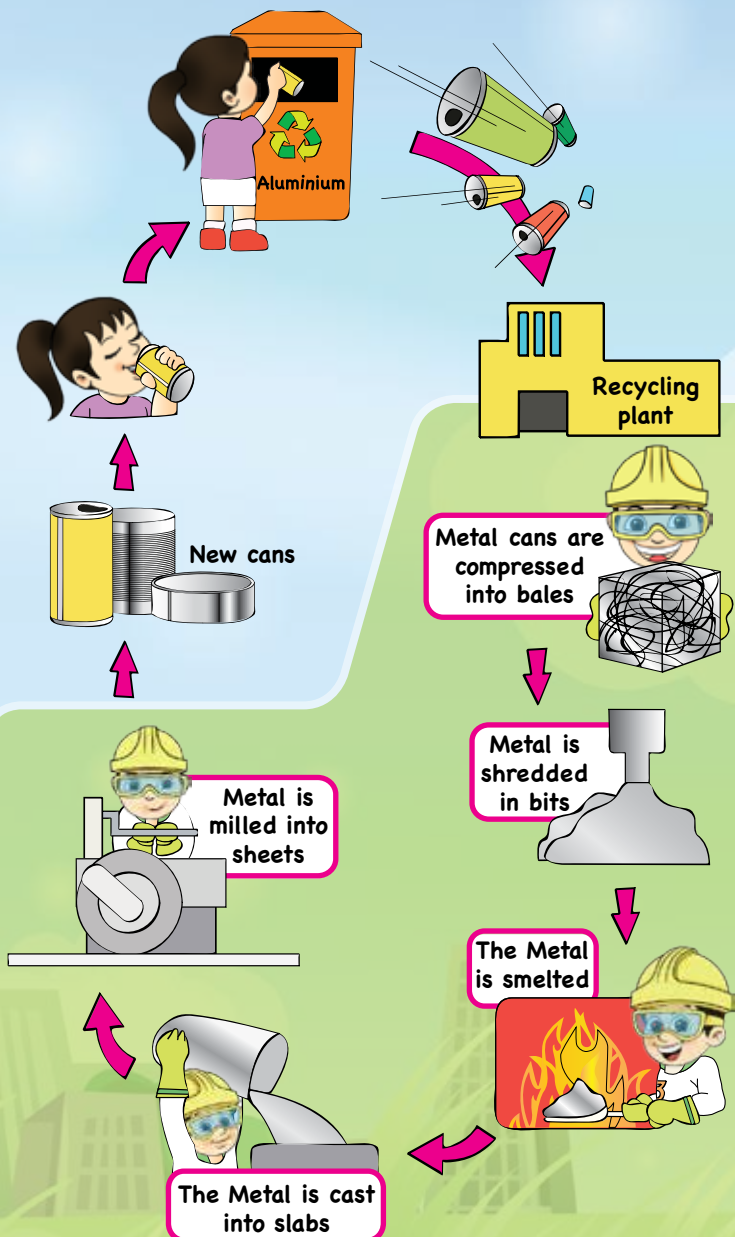 Aluminium
Recycling
plant
Metal cans are
compressed
into bales
Metal is
shredded
in bits
The Metal
is smelted
The Metal is cast
into slabs
Metal is
milled into
sheets
New cans